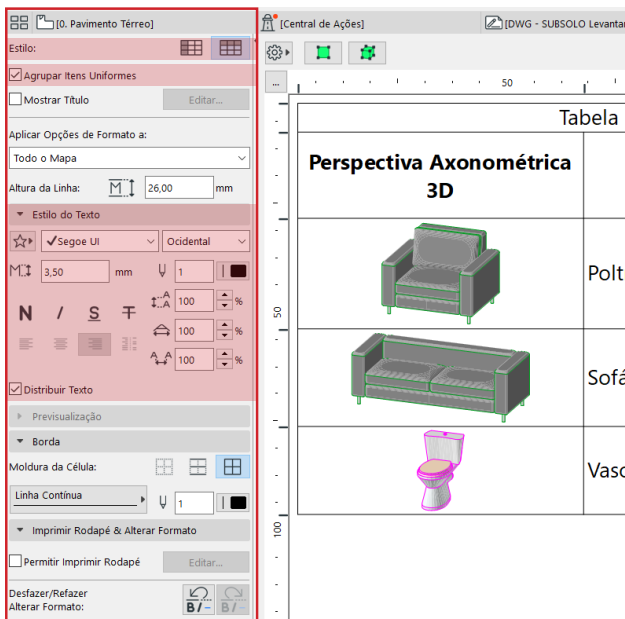 [0. Pavimento Térreo]
[Central de Ações]
[DWG - SUBSOLO Levantar
Estilo:
Agrupar Itens Uniformes
Mostrar Título
Editar...
Aplicar Opções de Formato a:
Todo o Mapa
Altura da Linha:
26,00
mm
Estilo do Texto
Segoe UI
Ocidental
3,50
mm
1
N
I
S
T
100
%
100
%
100
%
Distribuir Texto
Previsualização
Borda
Moldura da Célula:
Linha Contínua
1
Imprimir Rodapé & Alterar Formato
Permitir Imprimir Rodapé
Editar...
Desfazer/Refazer
Alterar Formato:
B I –
B I –
...
50
50
100
Tabela
Perspectiva Axonométrica
3D
Polt
Sofá
Vaso